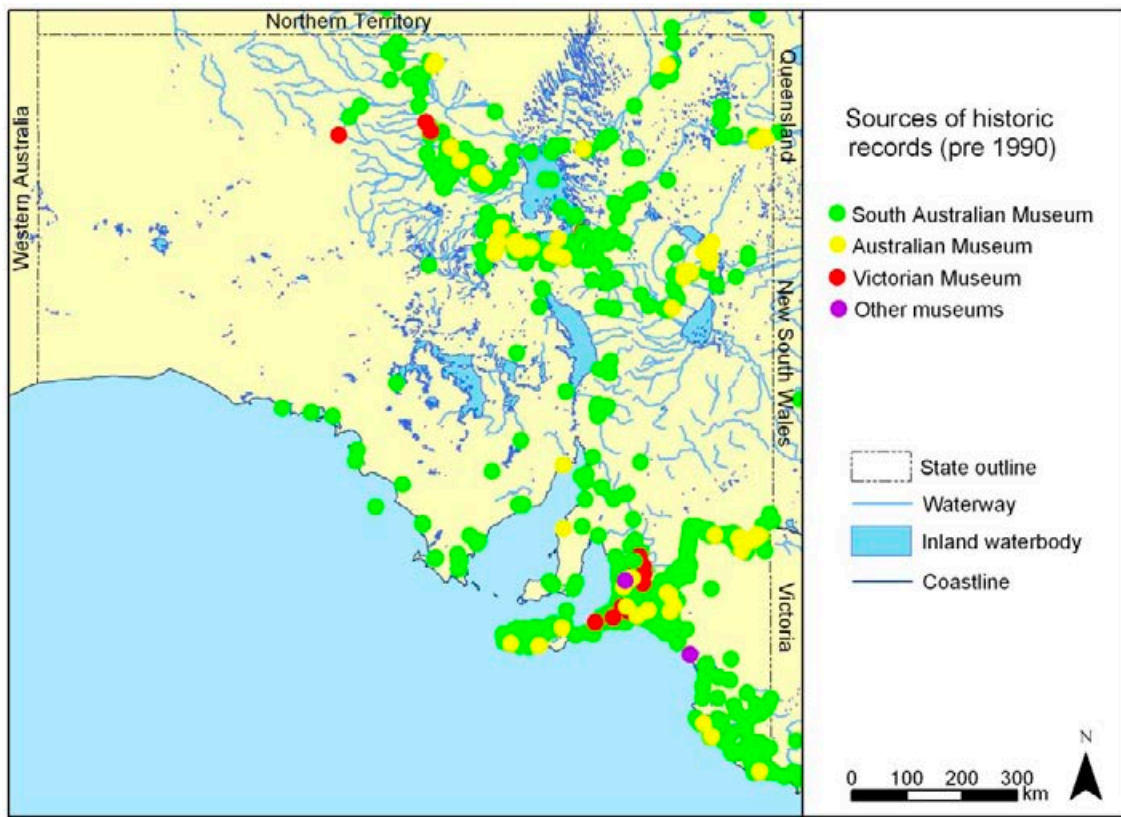 Northern Territory
Western Australia
Queensland
New South Wales
Victoria
Sources of historic
records (pre 1990)
South Australian Museum
Australian Museum
Victorian Museum
Other museums
State outline
Waterway
Inland waterbody
Coastline
N
0 100 200 300
km